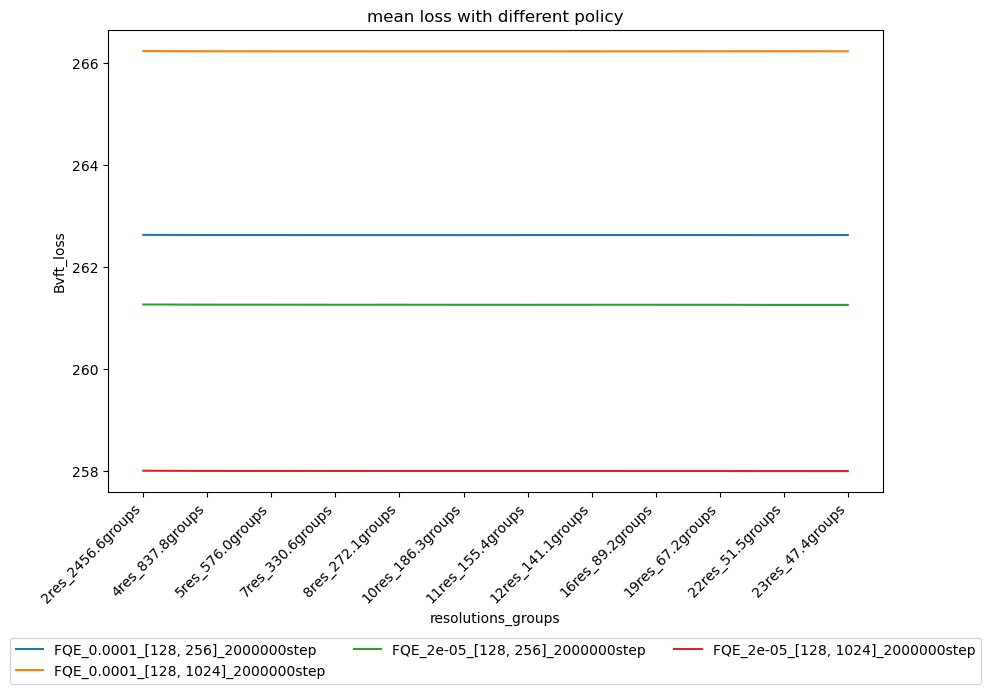 mean loss with different policy
266
264
262
260
258
Bvft_loss
2res_2456.6groups
4res_837.8groups
5res_576.0groups
7res_330.6groups
8res_272.1groups
10res_186.3groups
11res_155.4groups
12res_141.1groups
16res_89.2groups
19res_67.2groups
22res_51.5groups
23res_47.4groups
resolutions_groups
FQE_0.0001_[128, 256]_2000000step
FQE_0.0001_[128, 1024]_2000000step
FQE_2e-05_[128, 256]_2000000step
FQE_2e-05_[128, 1024]_2000000step